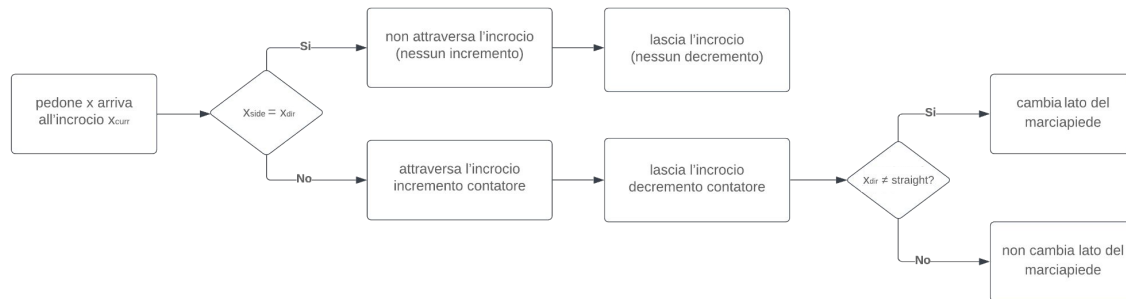 pedone x arriva
all'incrocio xcurr
xside = xdir
Si
non attraversa l'incrocio
(nessun incremento)
lascia l'incrocio
(nessun decremento)
No
attraversa l'incrocio
incremento contatore
lascia l'incrocio
decremento contatore
xdir ≠ straight?
Si
cambia lato del
marciapiede
No
non cambia lato del
marciapiede